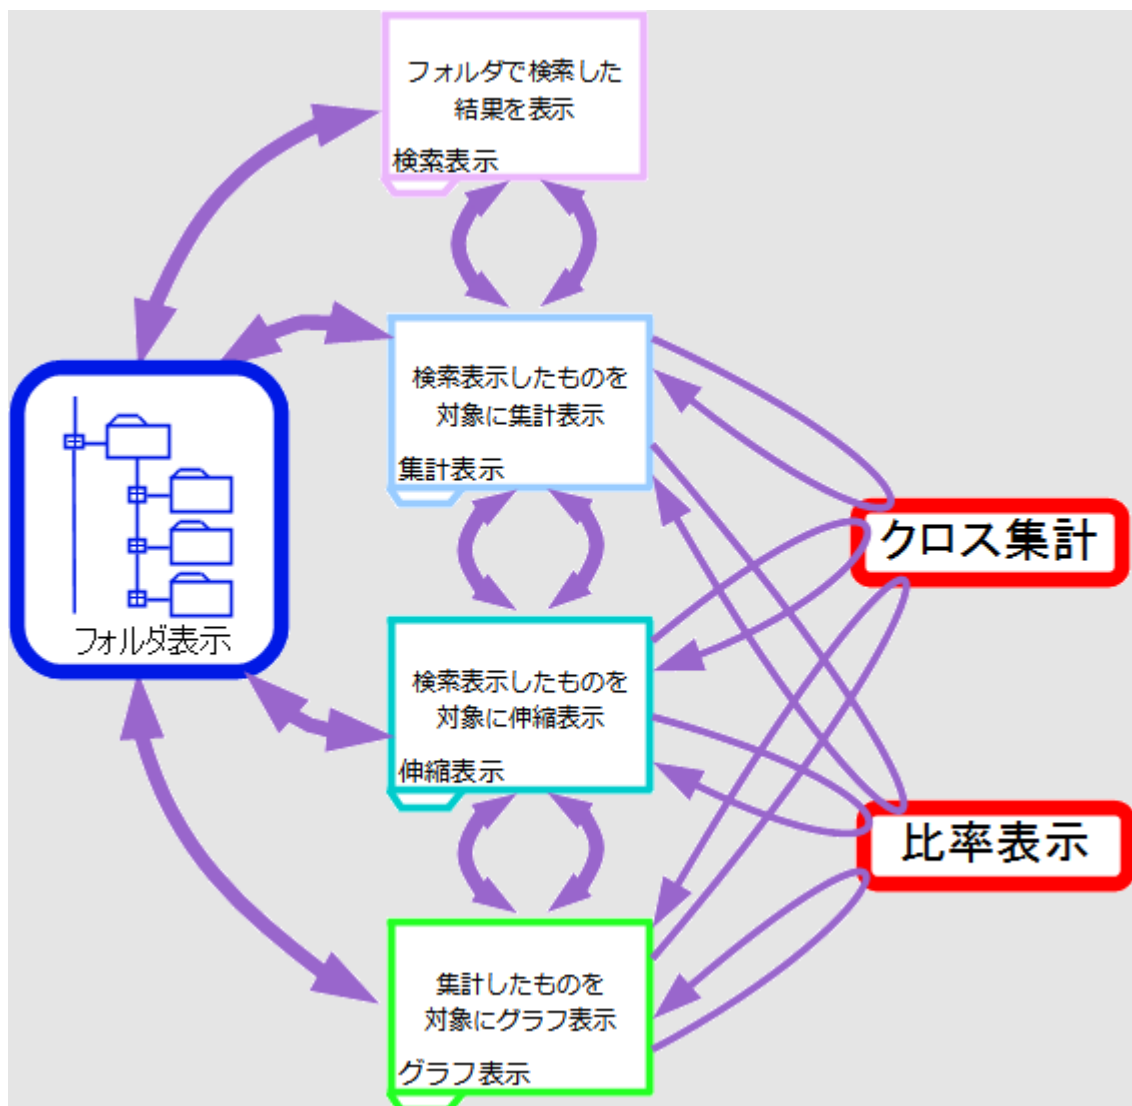 フォルダで検索した
結果を表示
検索表示
検索表示したものを
対象に集計表示
集計表示
フォルダ表示
検索表示したものを
対象に伸縮表示
伸縮表示
集計したものを
対象にグラフ表示
グラフ表示
クロス集計
比率表示